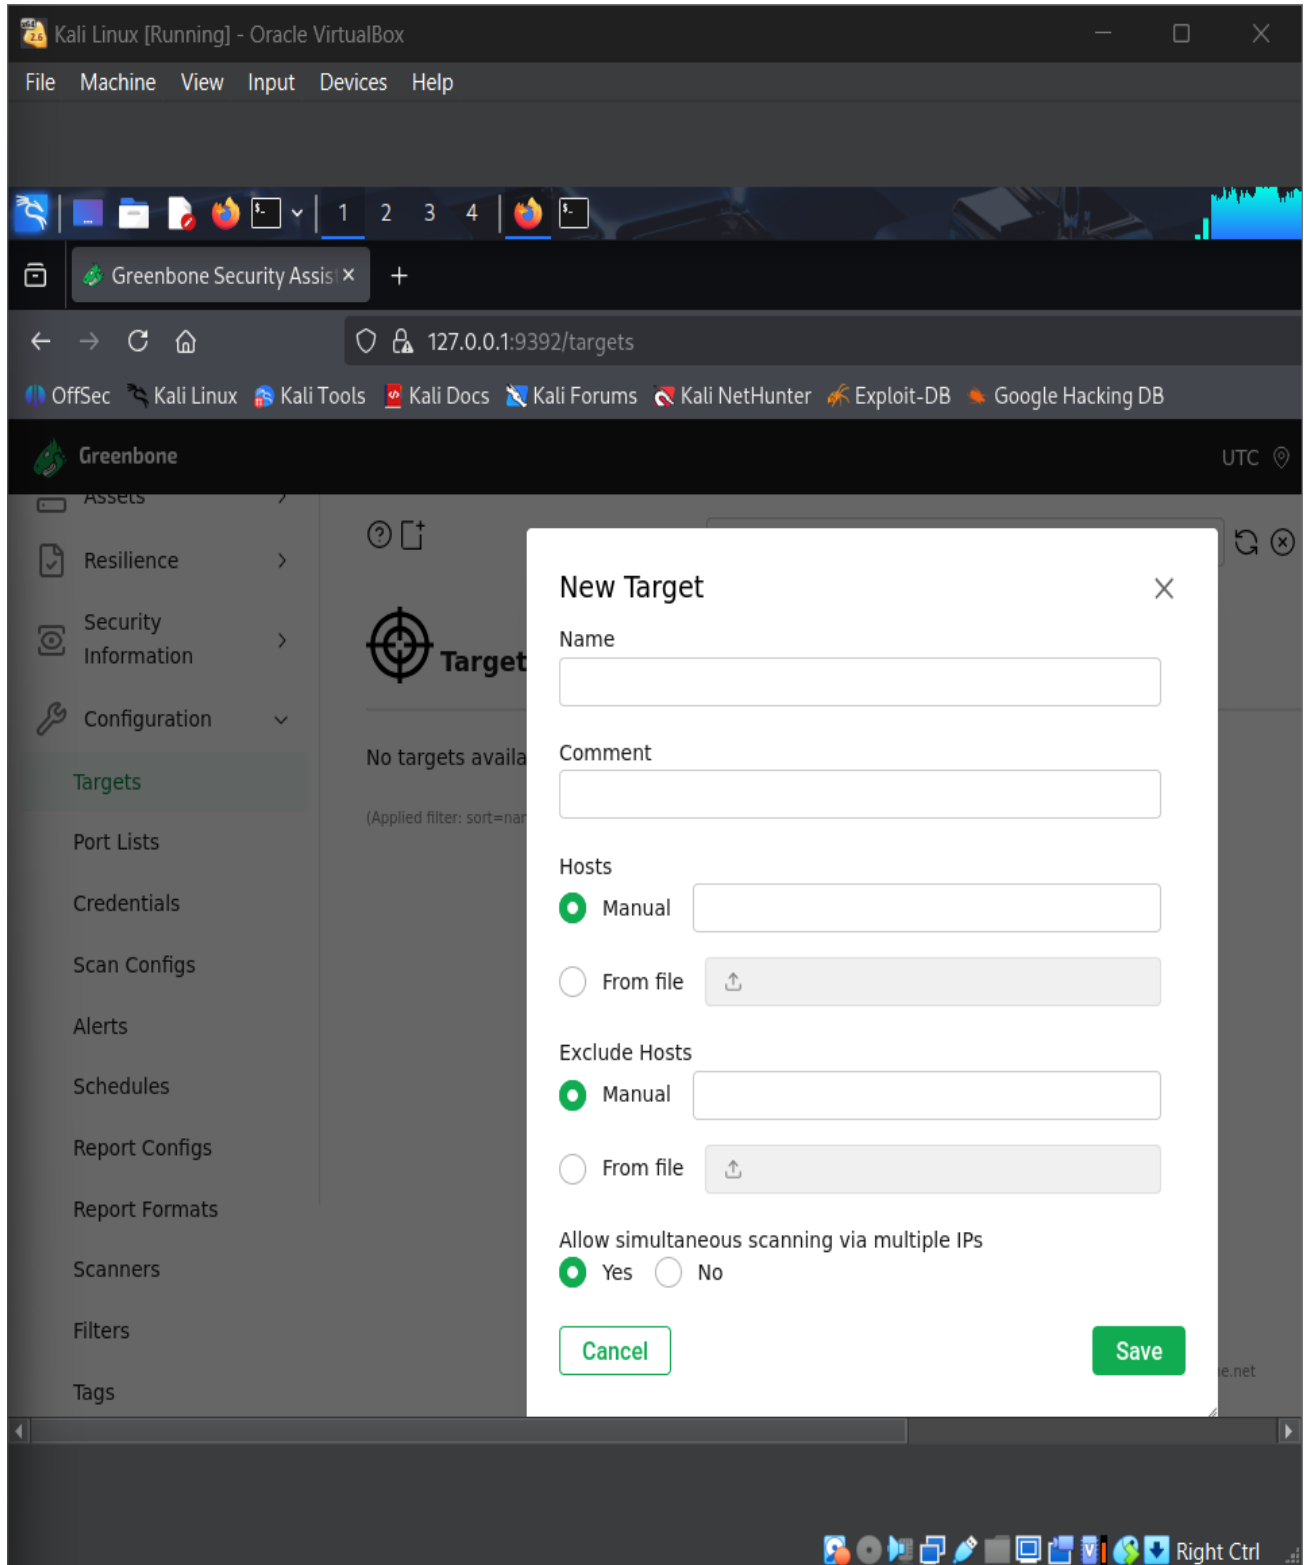 Kali Linux [Running] - Oracle VirtualBox
File Machine View Input Devices Help
1 2 3 4
Greenbone Security Assist
127.0.0.1:9392/targets
OffSec Kali Linux Kali Tools Kali Docs Kali Forums Kali NetHunter Exploit-DB Google Hacking DB
Greenbone UTC
Assets
Resilience
Security
Information
Configuration
Targets
Port Lists
Credentials
Scan Configs
Alerts
Schedules
Report Configs
Report Formats
Scanners
Filters
Tags
Target
No targets availa
(Applied filter: sort=nar
New Target
Name
Comment
Hosts
Manual
From file
Exclude Hosts
Manual
From file
Allow simultaneous scanning via multiple IPs
Yes No
Cancel Save
e.net
Right Ctrl